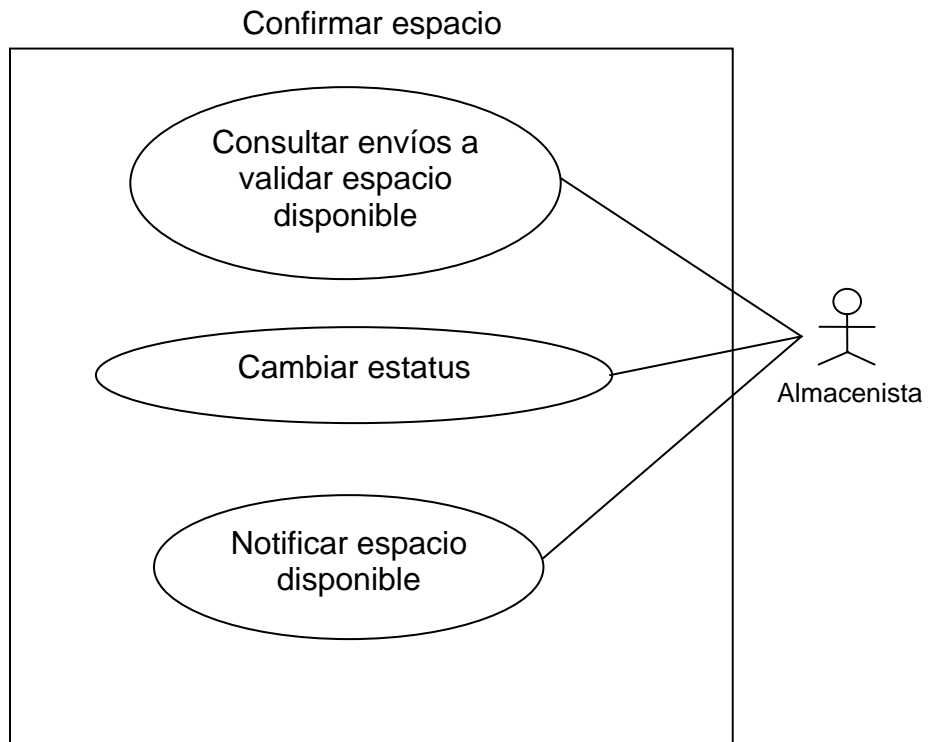 Confirmar espacio
Consultar envíos a
validar espacio
disponible
Cambiar estatus
Almacenista
Notificar espacio
disponible